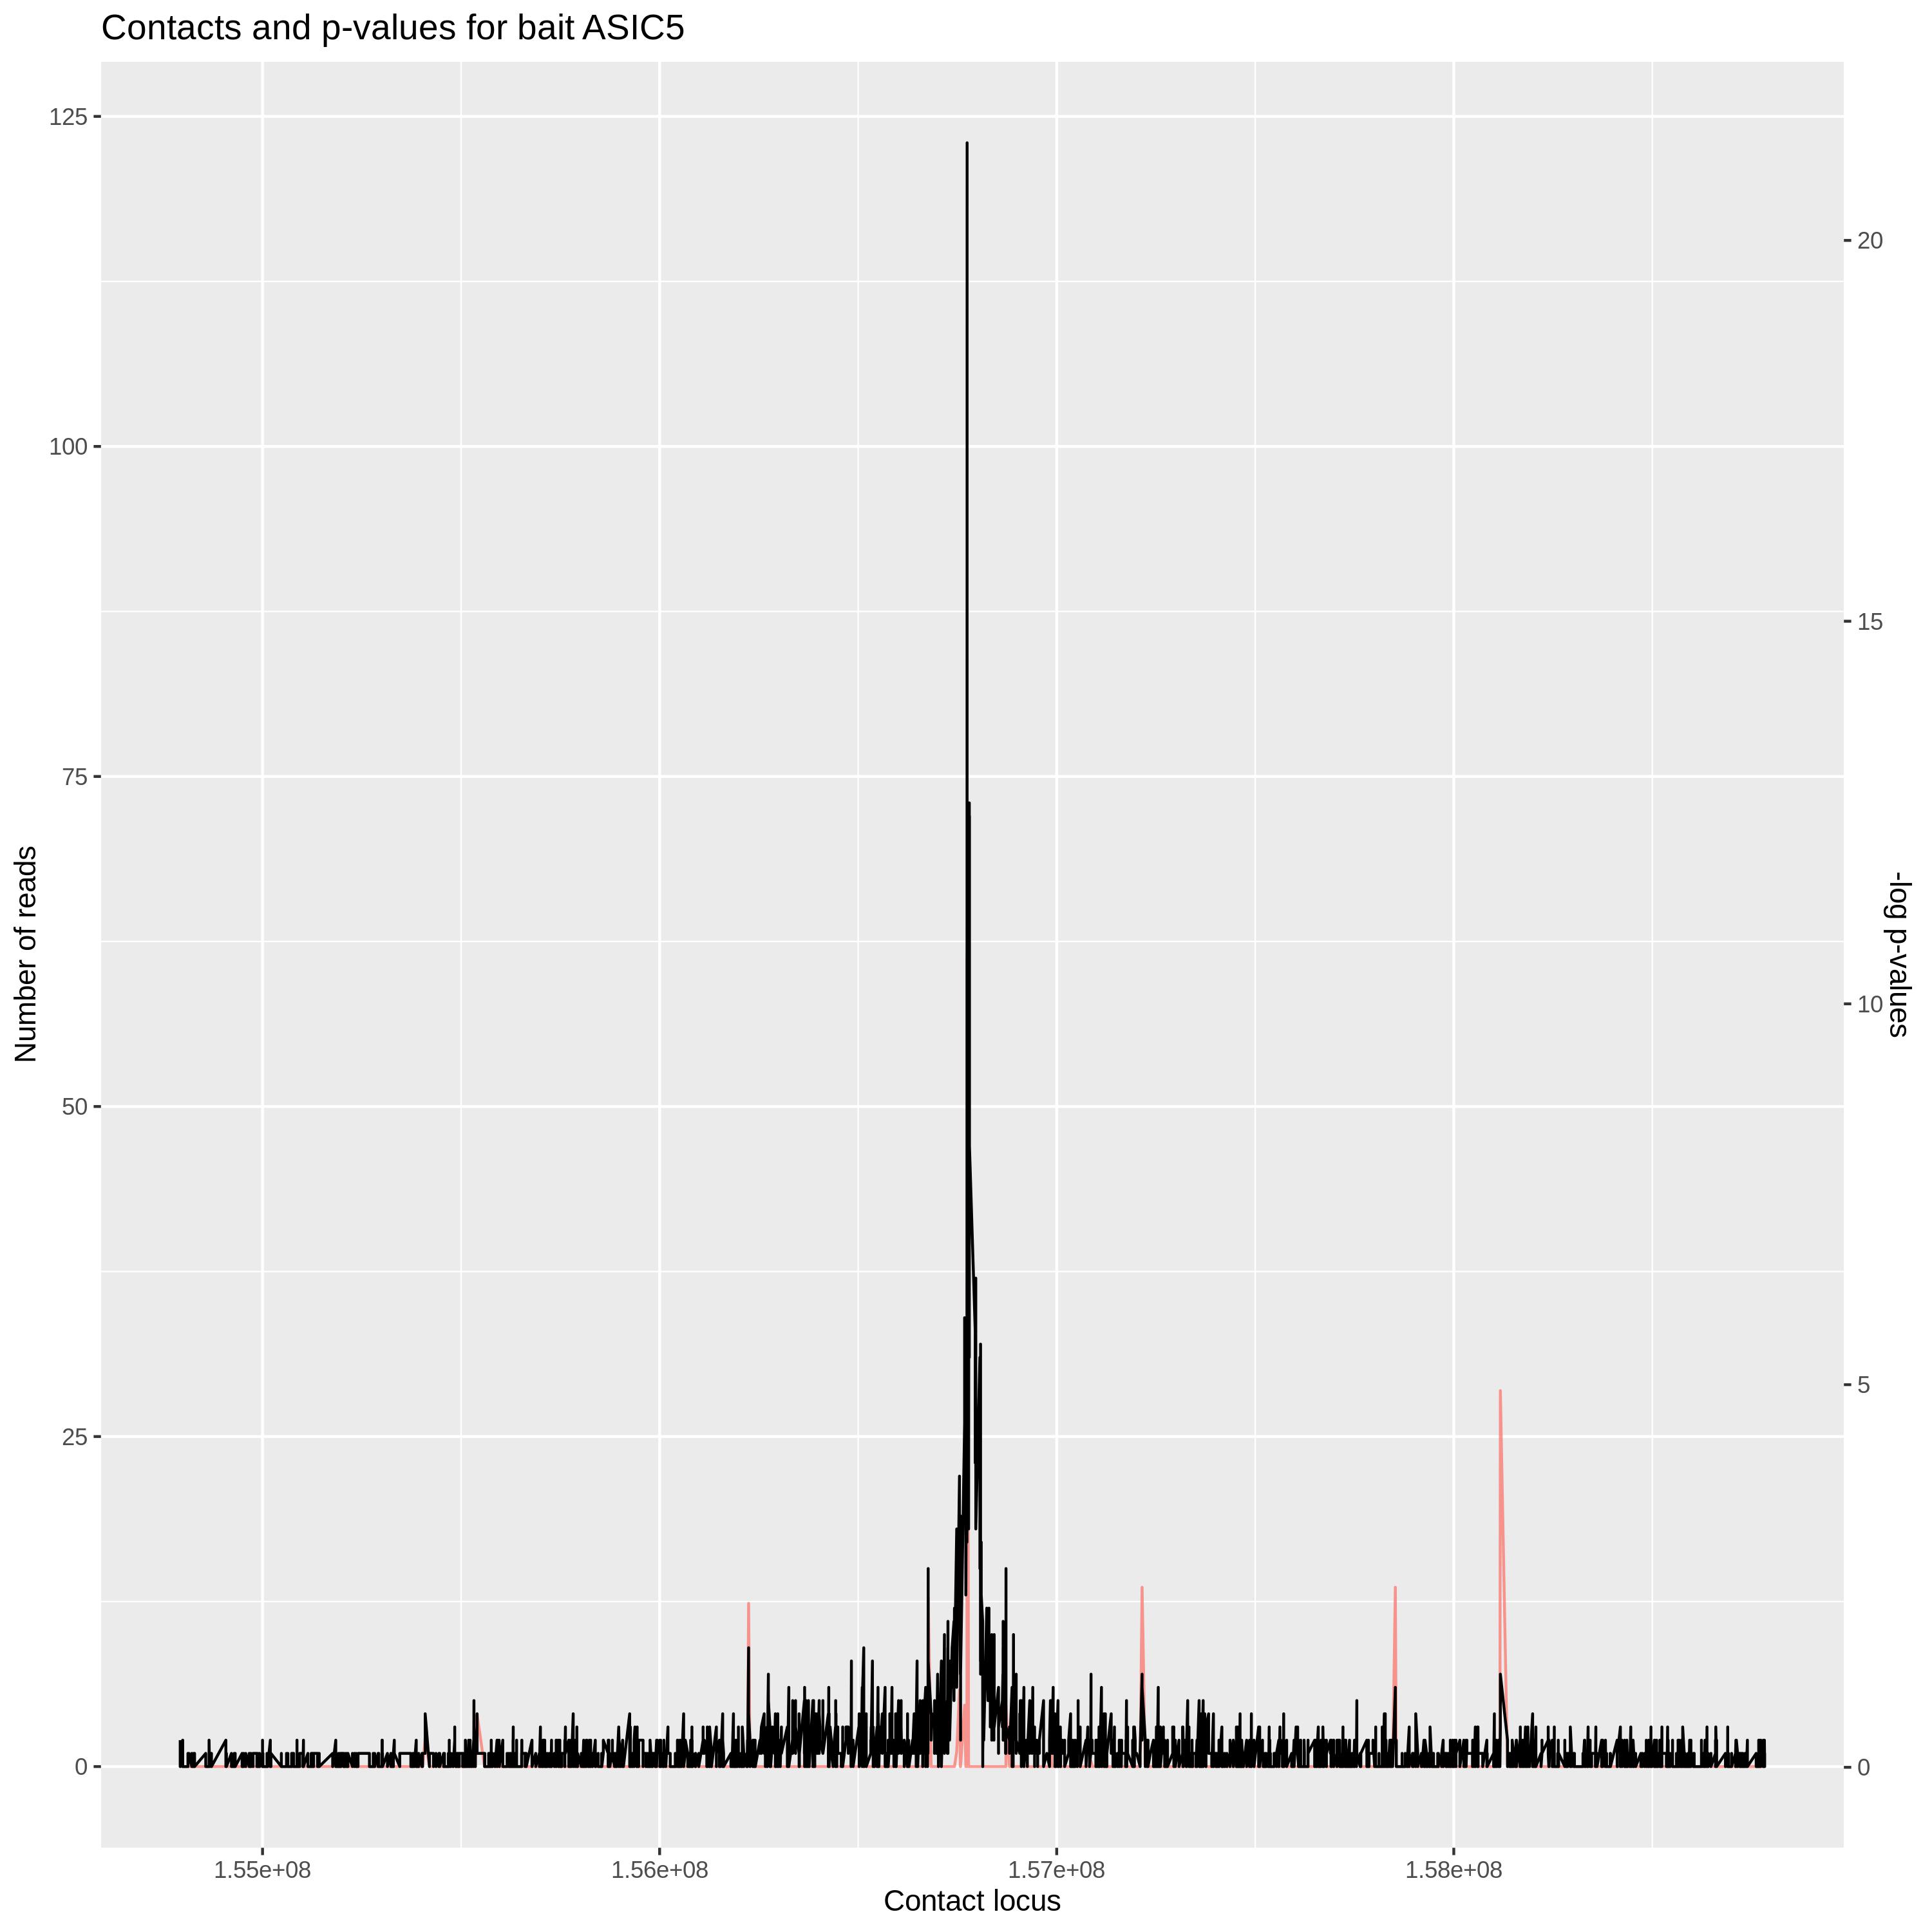 Contacts and p-values for bait ASIC5
125
100
75
50
25
0
Number of reads
20
15
10
5
0
-log p-values
1.55e+08
1.56e+08
1.57e+08
1.58e+08
Contact locus